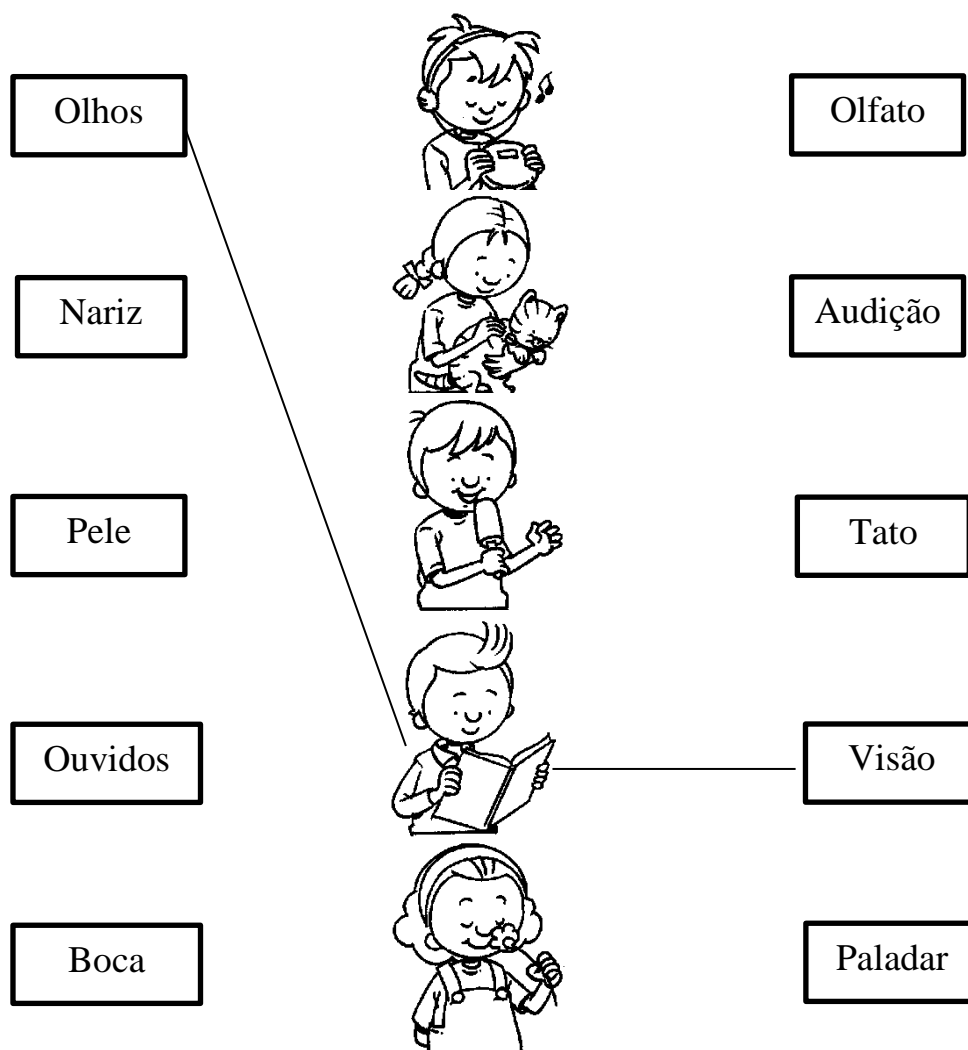 Olhos
Olfato
Nariz
Audição
Pele
Tato
Ouvidos
Visão
Boca
Paladar